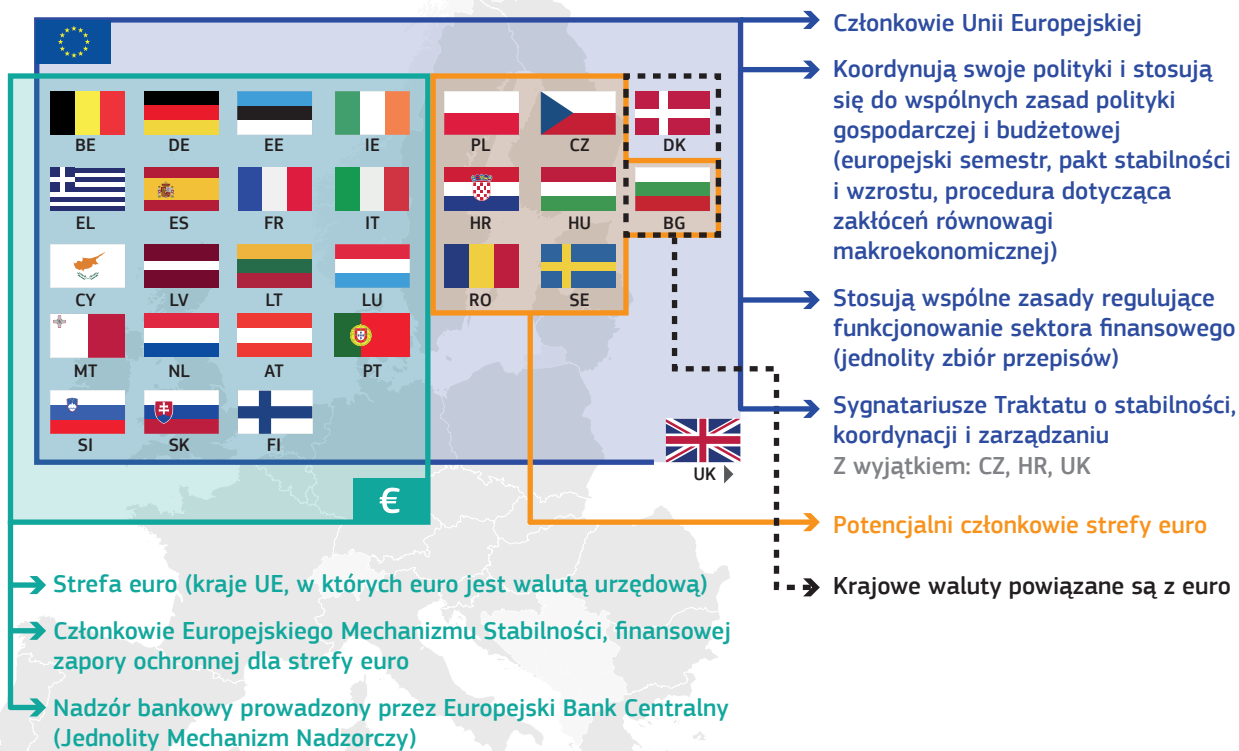 BE DE EE IE
EL ES FR IT
CY LV LT LU
MT NL AT PT
SI SK FI
€
PL CZ DK
HR HU BG
RO SE
UK
Członkowie Unii Europejskiej
Koordynują swoje polityki i stosują
się do wspólnych zasad polityki
gospodarczej i budżetowej
(europejski semestr, pakt stabilności
i wzrostu, procedura dotycząca
zakłóceń równowagi
makroekonomicznej)
Stosują wspólne zasady regulujące
funkcjonowanie sektora finansowego
(jednolity zbiór przepisów)
Sygnatariusze Traktatu o stabilności,
koordynacji i zarządzaniu
Z wyjątkiem: CZ, HR, UK
Potencjalni członkowie strefy euro
Krajowe waluty powiązane są z euro
Strefa euro (kraje UE, w których euro jest walutą urzędową)
Członkowie Europejskiego Mechanizmu Stabilności, finansowej
zapory ochronnej dla strefy euro
Nadzór bankowy prowadzony przez Europejski Bank Centralny
(Jednolity Mechanizm Nadzorczy)